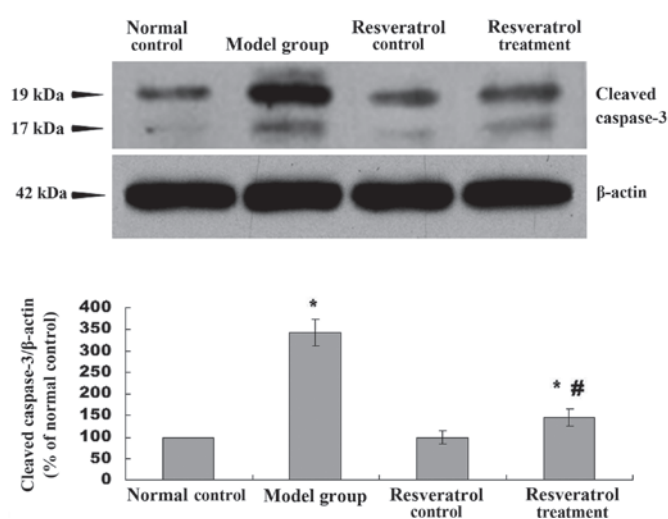 Normal
control
Model group
Resveratrol
control
Resveratrol
treatment
19 kDa
17 kDa
Cleaved
caspase-3
42 kDa
β-actin
Cleaved caspase-3/β-actin
(% of normal control)
400
350
300
250
200
150
100
50
0
*
* #
Normal control
Model group
Resveratrol
control
Resveratrol
treatment